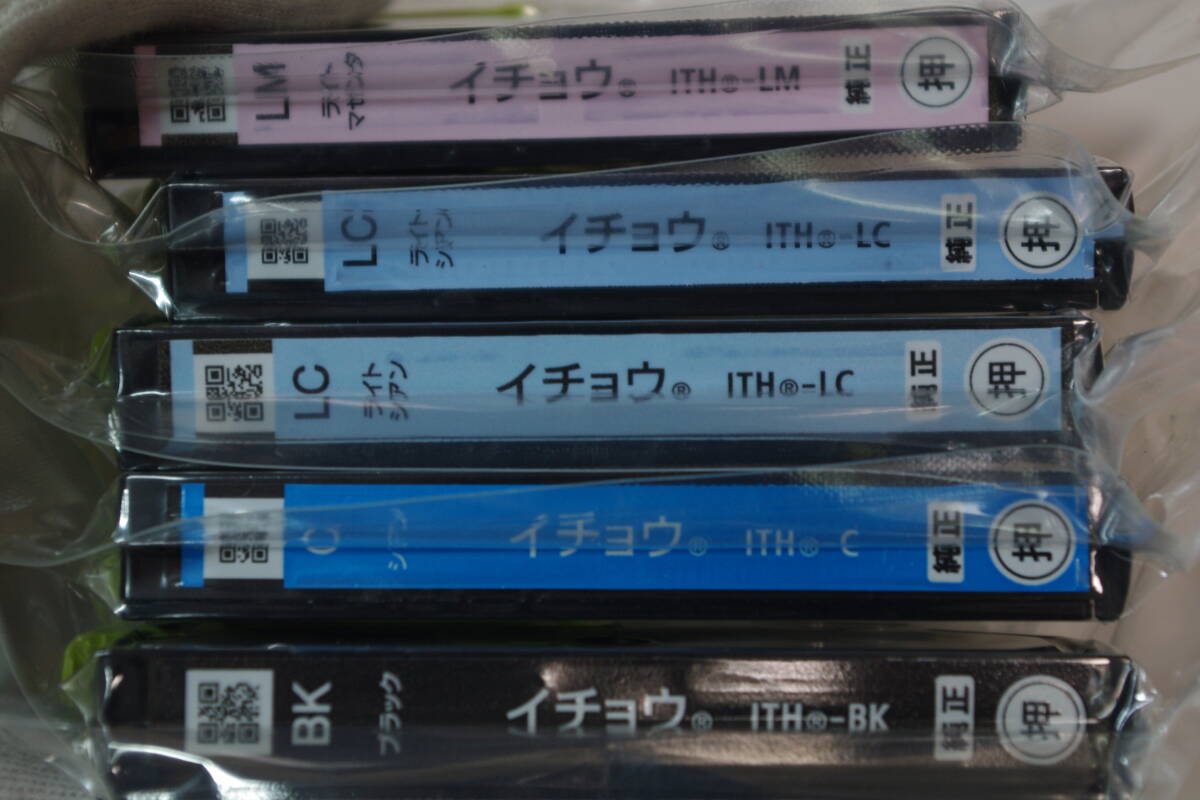 LM
ライト
マゼンタ
イチョウ® ITH®-LM
純正
押
LC
ライト
シアン
イチョウ® ITH®-LC
純正
押
LC
ライト
シアン
イチョウ® ITH®-LC
純正
押
C
シアン
イチョウ® ITH®-C
純正
押
BK
ブラック
イチョウ® ITH®-BK
純正
押